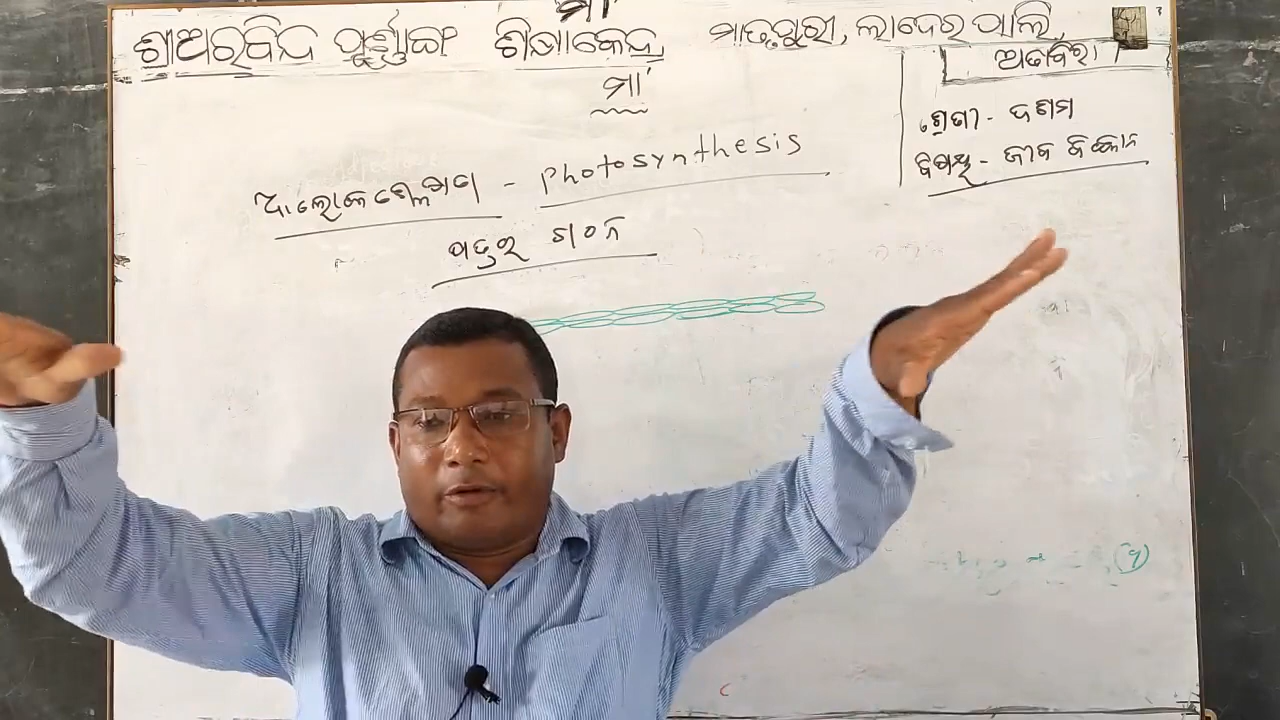 ମା'
ଶ୍ରୀଅରବିନ୍ଦ ପୂର୍ଣ୍ଣାଙ୍ଗ ଶିକ୍ଷାକେନ୍ଦ୍ର ମାତୃପୁରୀ, ଲାଦେର ପାଲି,
ଅତାବିରା
ମା'
ଶ୍ରେଣୀ - ଦଶମ
ବିଷୟ - ଜୀବ ବିଜ୍ଞାନ
ଆଲୋକଶ୍ଳେଷଣ - Photosynthesis
ପତ୍ରର ଗଠନ